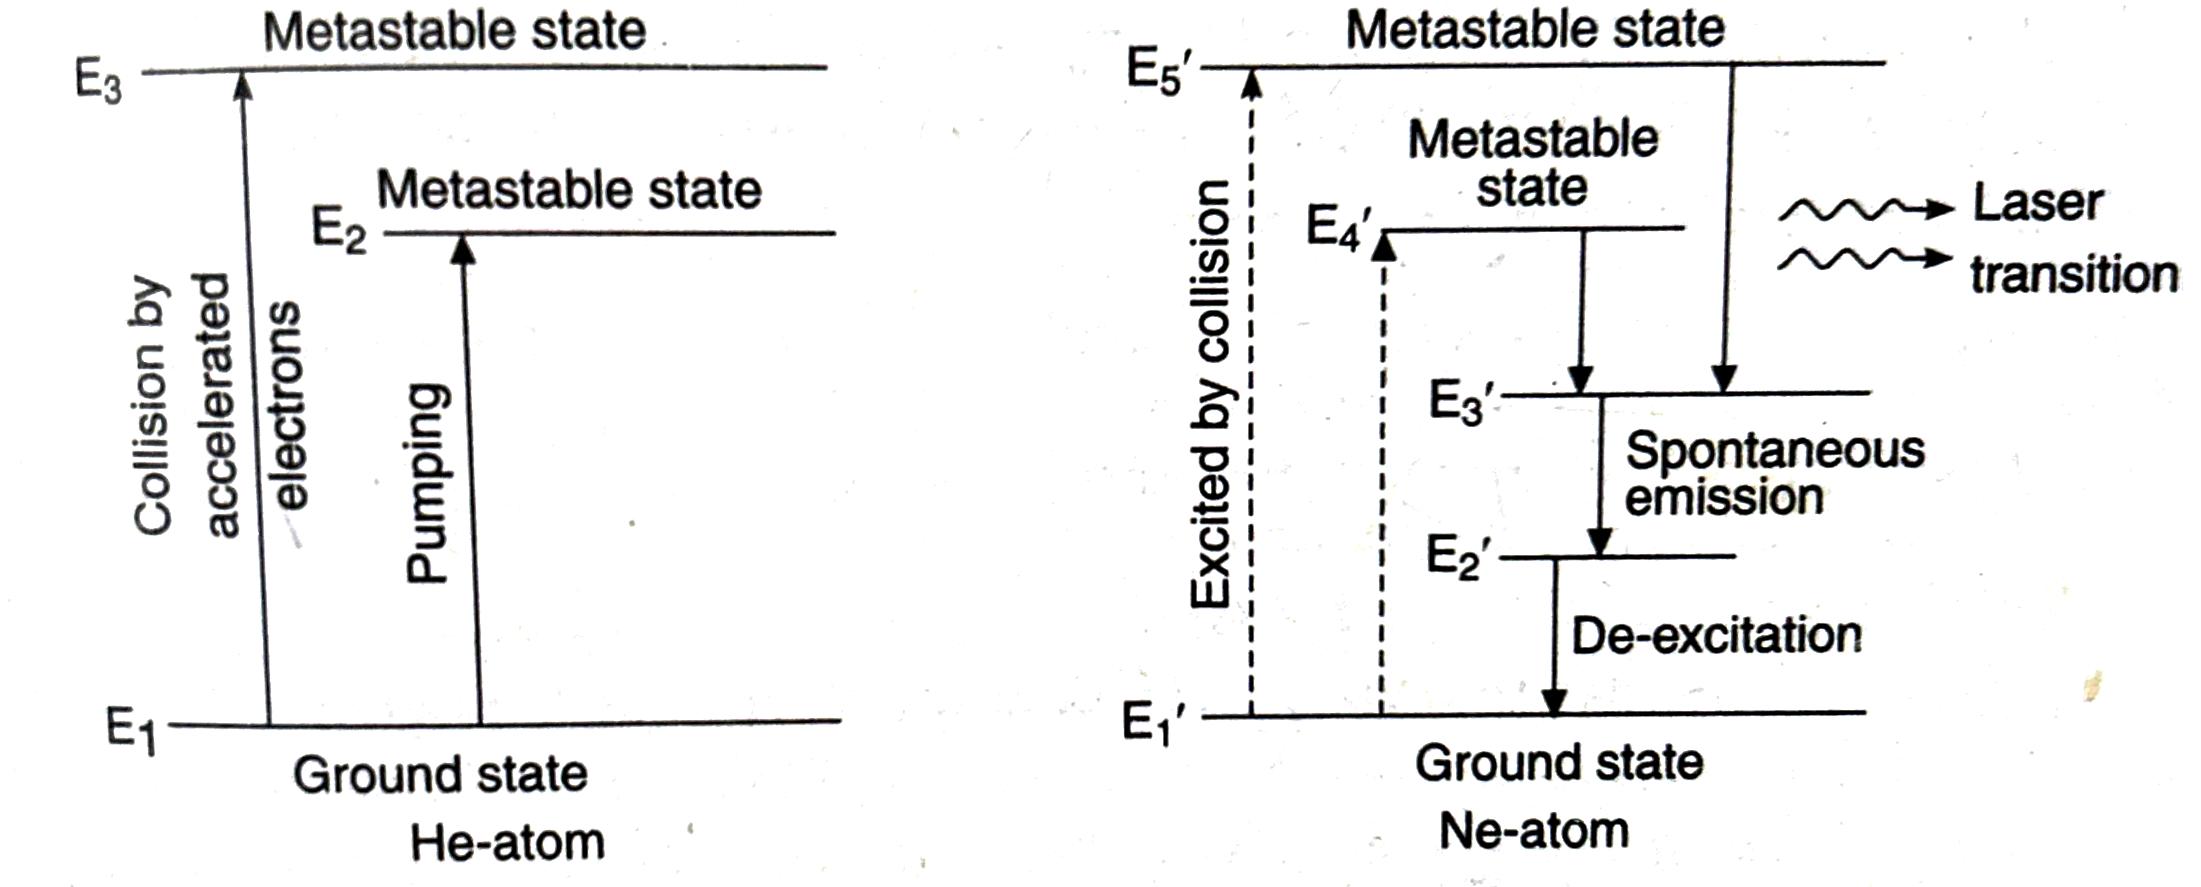 Metastable state
E3
Metastable state
E2
Collision by
accelerated
electrons
Pumping
E1
Ground state
He-atom
Metastable state
E5′
Metastable
state
E4′
Excited by collision
Laser
transition
E3′
Spontaneous
emission
E2′
De-excitation
E1′
Ground state
Ne-atom